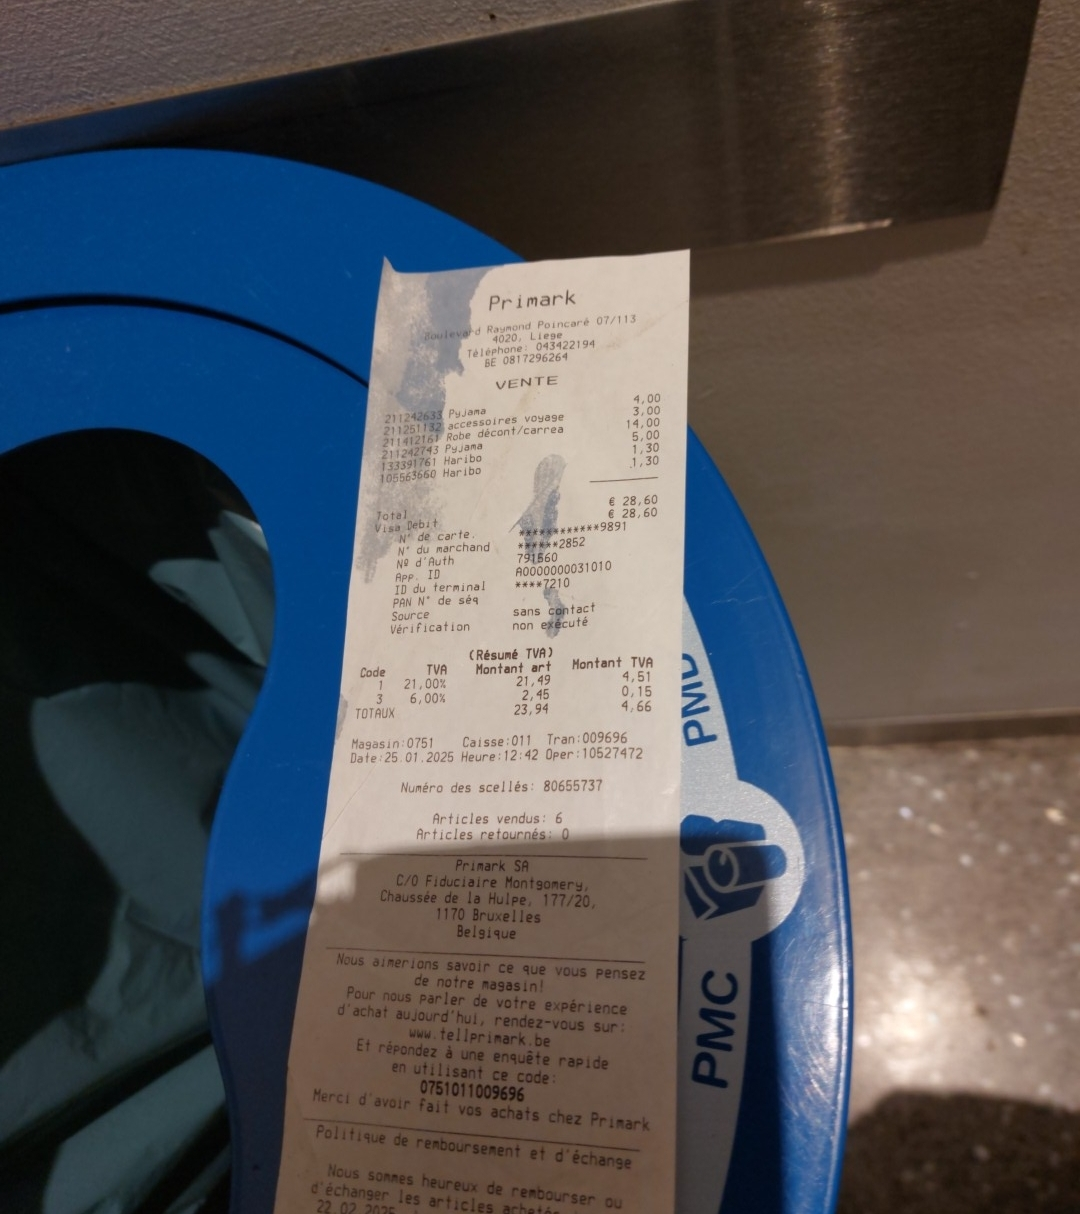 Primark
Boulevard Raymond Poincaré 07/113
4020, Liege
Téléphone: 043422194
BE 0817296264
VENTE
211242633 Pyjama 4,00
211251132 accessoires voyage 3,00
211412161 Robe décont/carrea 14,00
211242743 Pyjama 5,00
133391761 Haribo 1,30
105563660 Haribo 1,30
Total € 28,60
Visa Debit € 28,60
N° de carte. ************9891
N° du marchand ******2852
Nº d'Auth 791560
App. ID A0000000031010
ID du terminal ****7210
PAN N° de séq
Source sans contact
Vérification non exécuté
(Résumé TVA)
Code TVA Montant art Montant TVA
1 21,00% 21,49 4,51
3 6,00% 2,45 0,15
TOTAUX 23,94 4,66
Magasin:0751 Caisse:011 Tran:009696
Date:25.01.2025 Heure:12:42 Oper:10527472
Numéro des scellés: 80655737
Articles vendus: 6
Articles retournés: 0
Primark SA
C/O Fiduciaire Montgomery,
Chaussée de la Hulpe, 177/20,
1170 Bruxelles
Belgique
Nous aimerions savoir ce que vous pensez
de notre magasin!
Pour nous parler de votre expérience
d'achat aujourd'hui, rendez-vous sur:
www.tellprimark.be
Et répondez à une enquête rapide
en utilisant ce code:
0751011009696
Merci d'avoir fait vos achats chez Primark
Politique de remboursement et d'échange
Nous sommes heureux de rembourser ou
d'échanger les articles achetés
22.02.2025
PMD
PMC